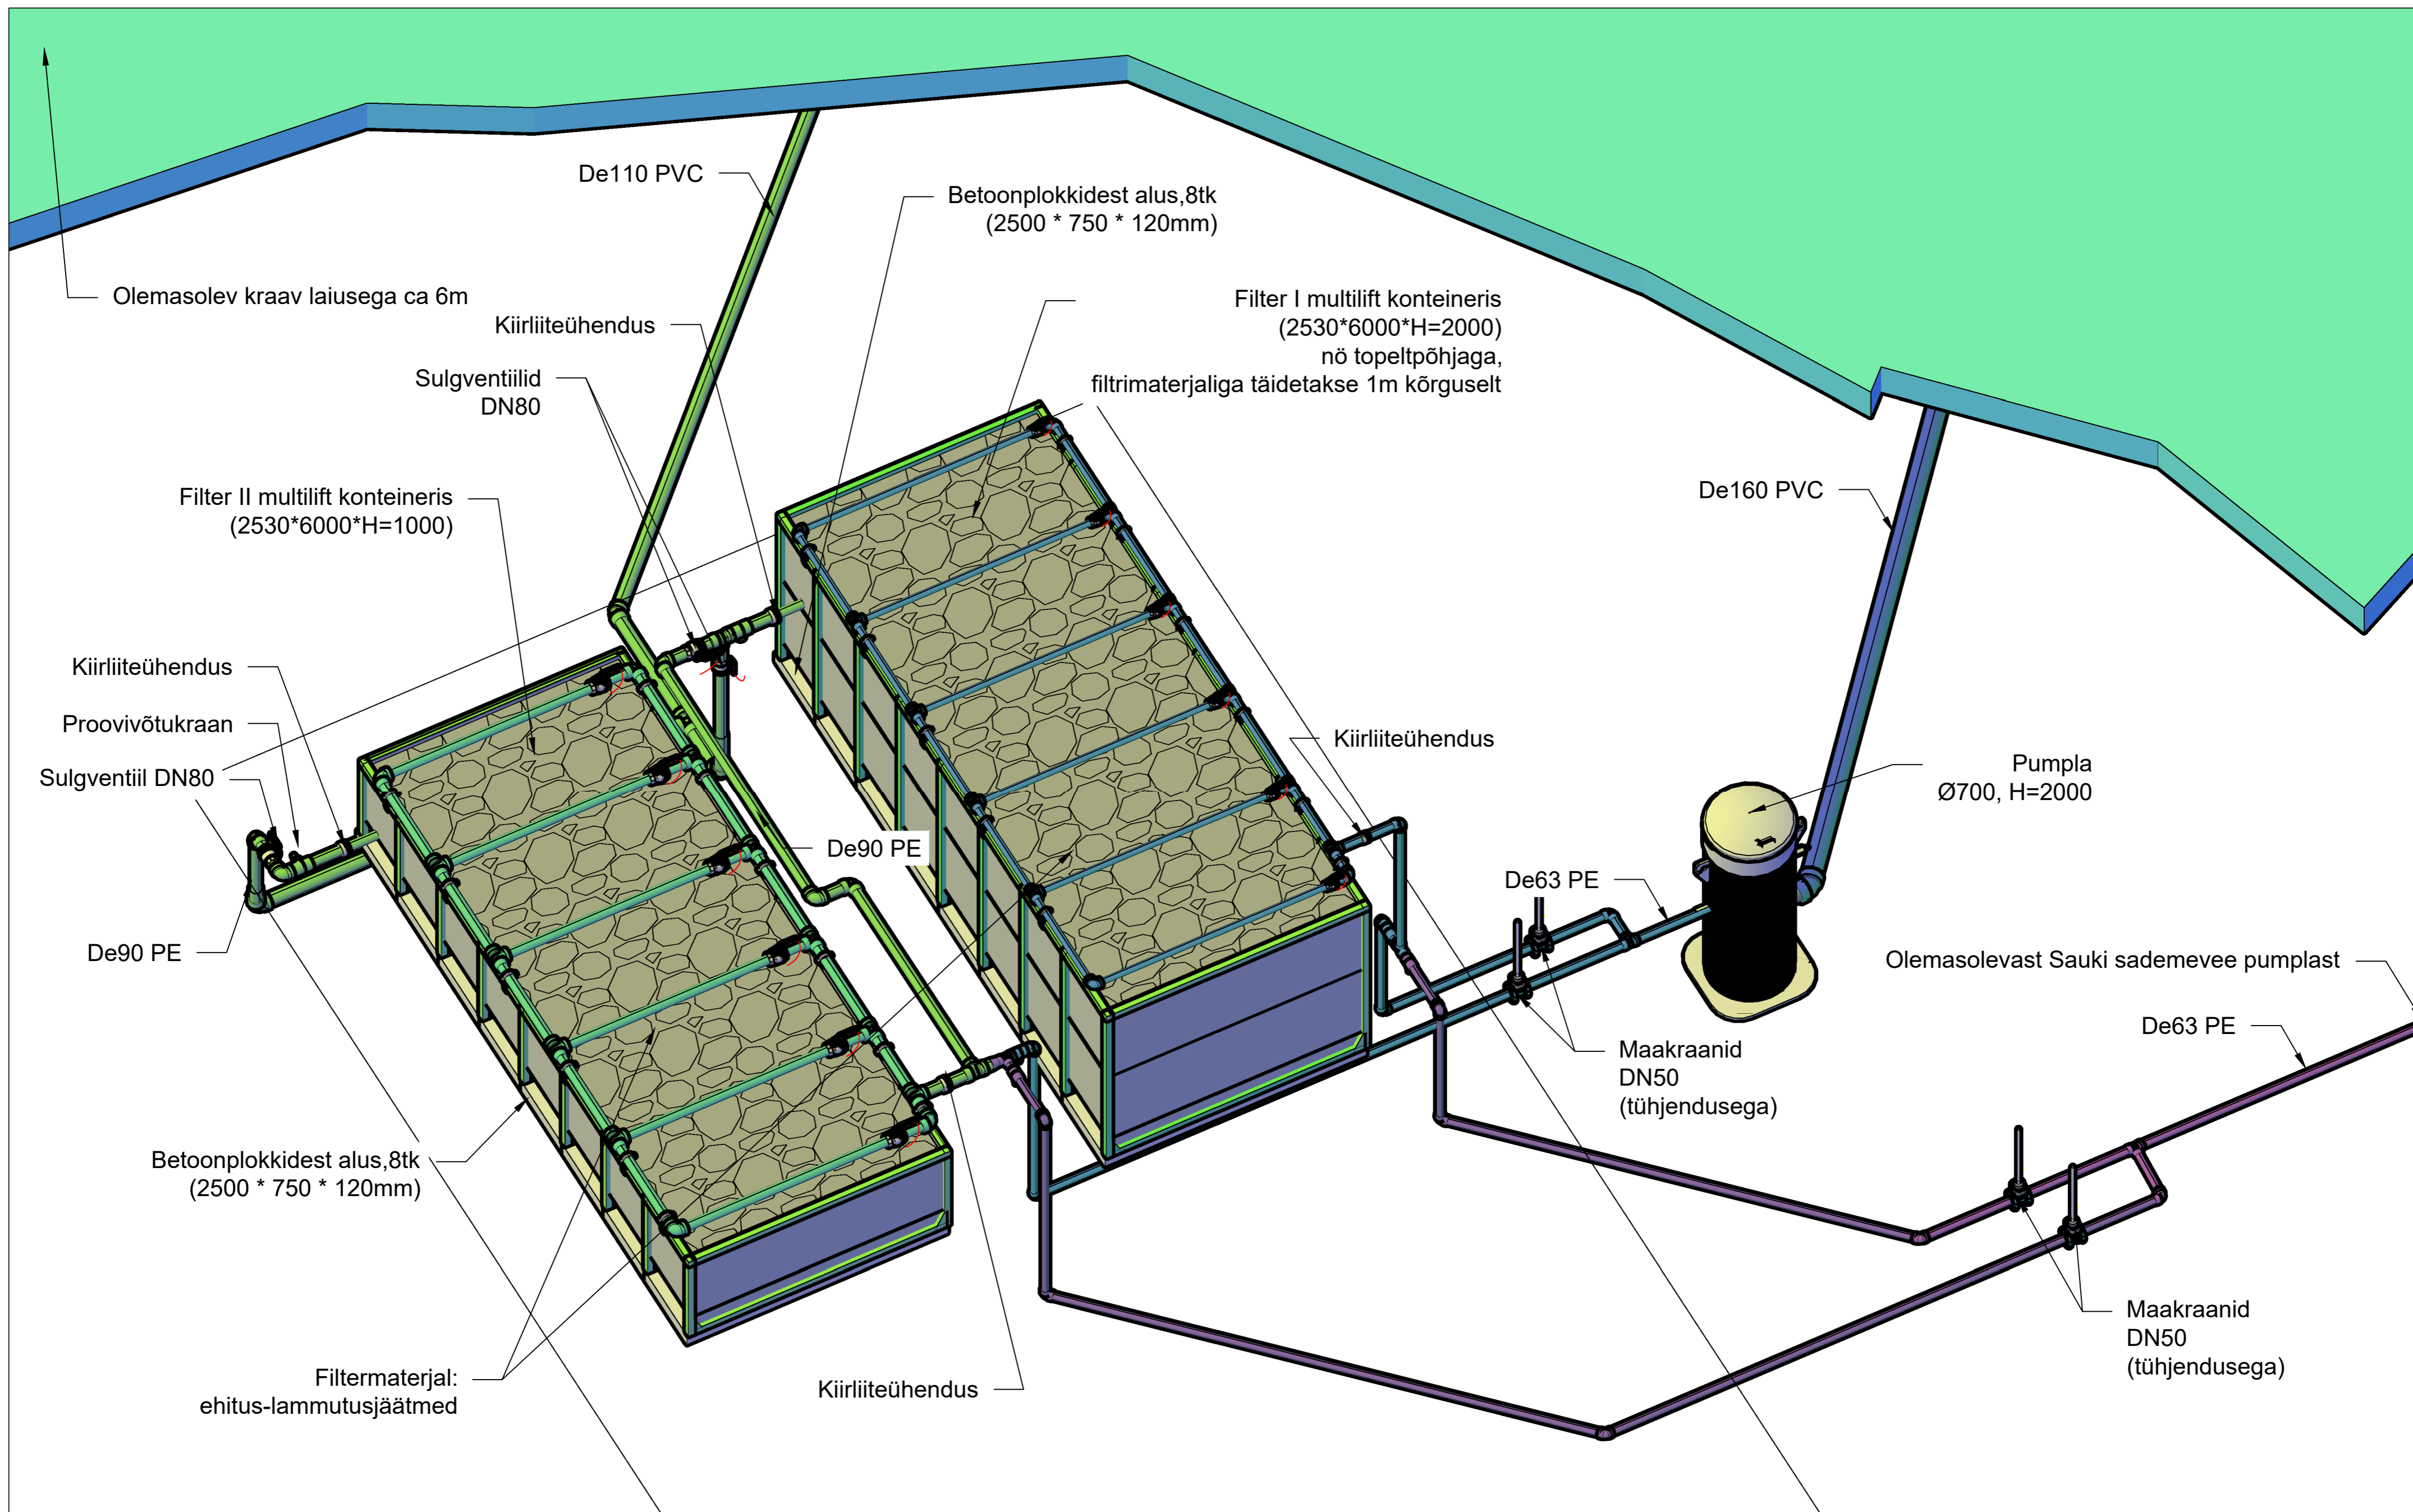 De110 PVC
Betoonplokkidest alus,8tk
(2500 * 750 * 120mm)
Olemasolev kraav laiusega ca 6m
Kiirliiteühendus
Filter I multilift konteineris
(2530*6000*H=2000)
nö topeltpõhjaga,
filtrimaterjaliga täidetakse 1m kõrguselt
Sulgventiilid
DN80
Filter II multilift konteineris
(2530*6000*H=1000)
De160 PVC
Kiirliiteühendus
Proovivõtukraan
Sulgventiil DN80
Kiirliiteühendus
Pumpla
Ø700, H=2000
De90 PE
De63 PE
De90 PE
Olemasolevast Sauki sademevee pumplast
De63 PE
Maakraanid
DN50
(tühjendusega)
Betoonplokkidest alus,8tk
(2500 * 750 * 120mm)
Maakraanid
DN50
(tühjendusega)
Filtermaterjal:
ehitus-lammutusjäätmed
Kiirliiteühendus